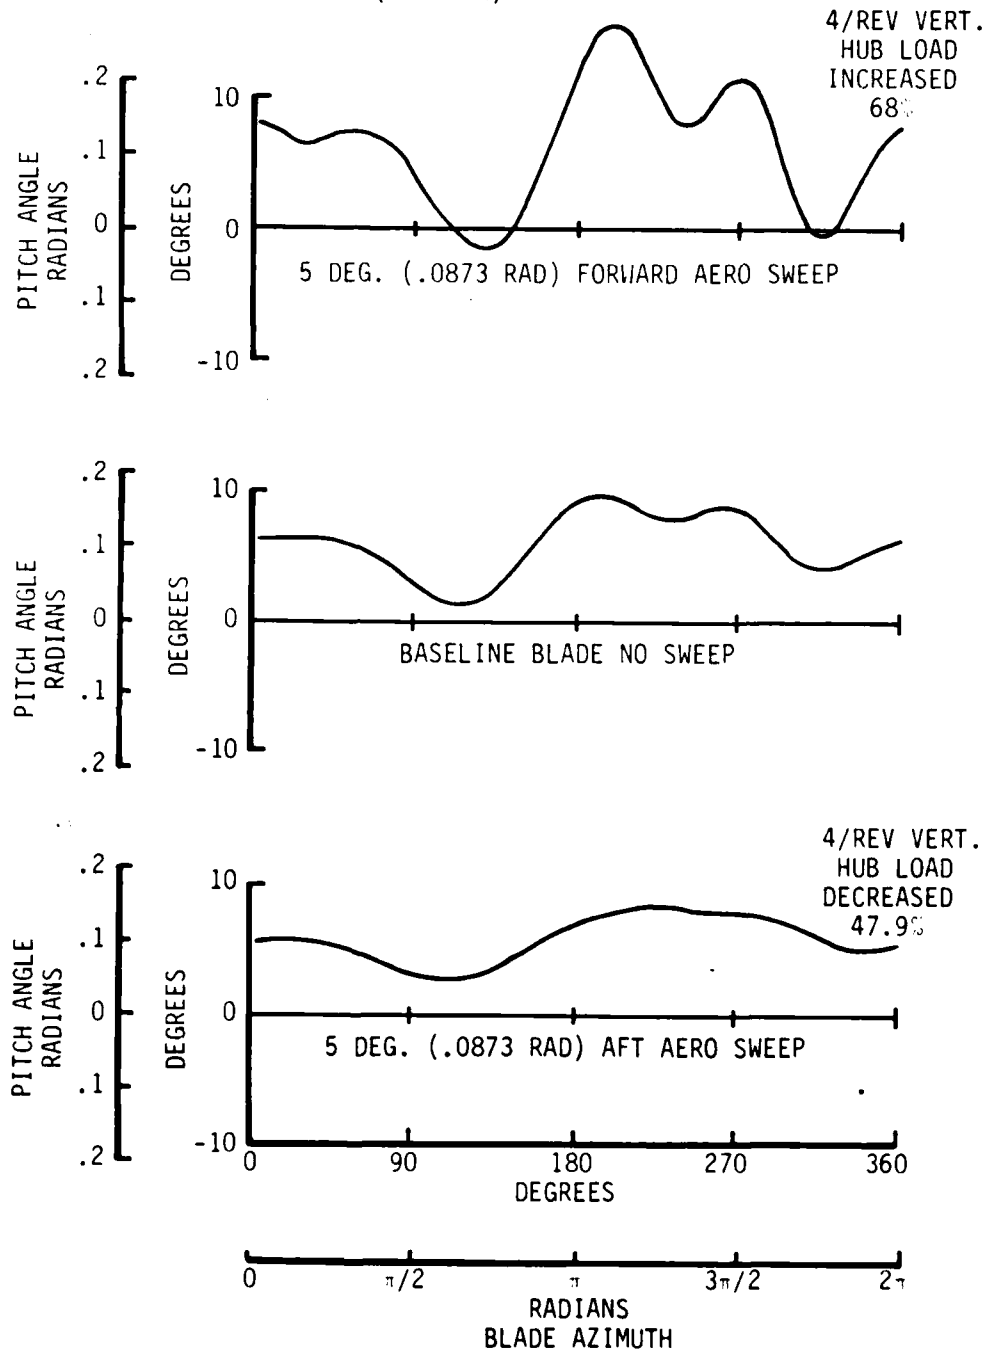 4/REV VERT.
HUB LOAD
INCREASED
68%
.2
.1
0
.1
.2
PITCH ANGLE
RADIANS
10
0
-10
DEGREES
5 DEG. (.0873 RAD) FORWARD AERO SWEEP
.2
.1
0
.1
.2
PITCH ANGLE
RADIANS
10
0
-10
DEGREES
BASELINE BLADE NO SWEEP
4/REV VERT.
HUB LOAD
DECREASED
47.9%
.2
.1
0
.1
.2
PITCH ANGLE
RADIANS
10
0
-10
DEGREES
5 DEG. (.0873 RAD) AFT AERO SWEEP
0 90 180 270 360
DEGREES
0 π/2 π 3π/2 2π
RADIANS
BLADE AZIMUTH